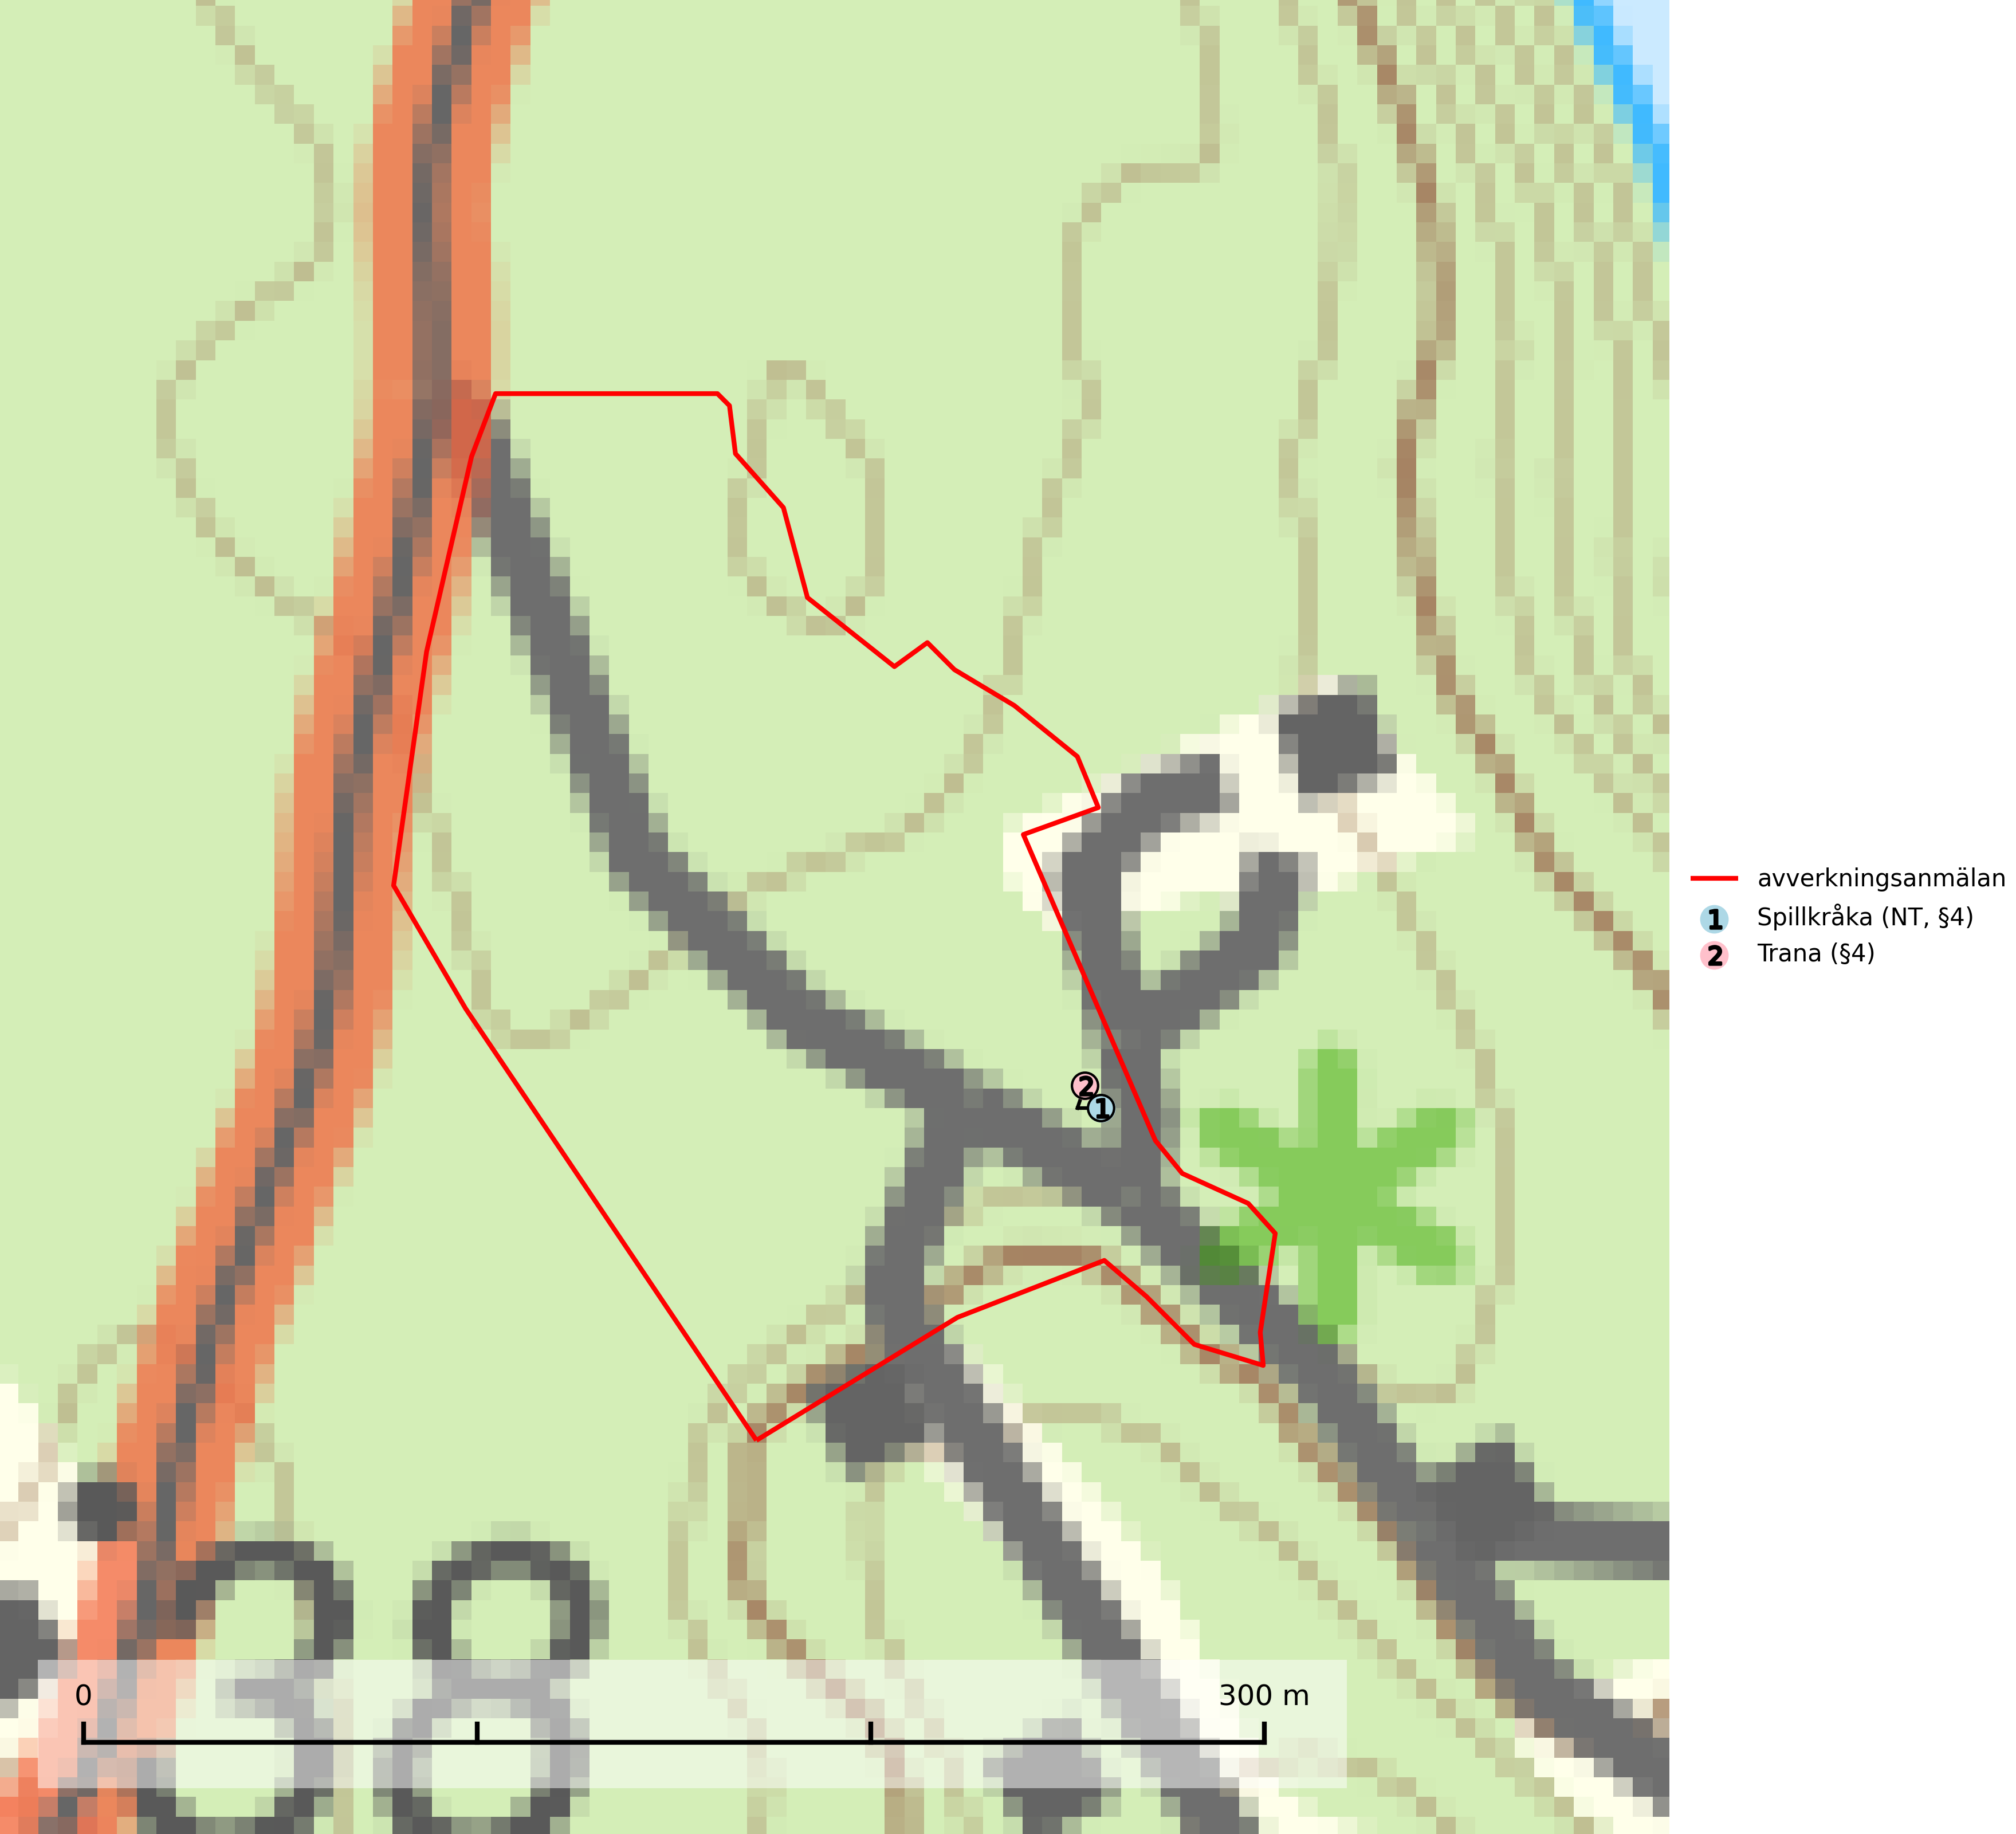 avverkningsanmälan
1 Spillkråka (NT, §4)
2 Trana (§4)
2
1
0 300 m